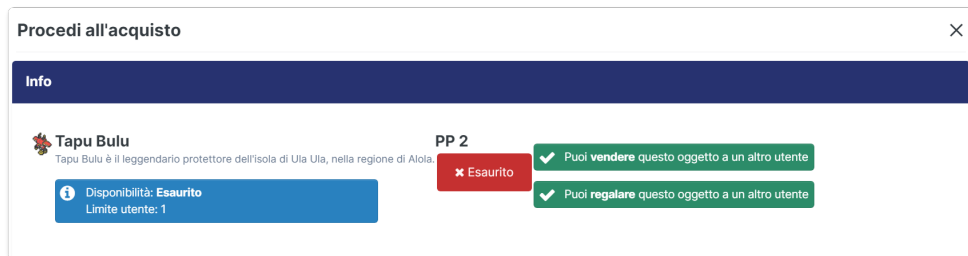 Procedi all'acquisto
Info
Tapu Bulu
Tapu Bulu è il leggendario protettore dell'isola di Ula Ula, nella regione di Alola.
Disponibilità: Esaurito
Limite utente: 1
PP 2
Esaurito
Puoi vendere questo oggetto a un altro utente
Puoi regalare questo oggetto a un altro utente